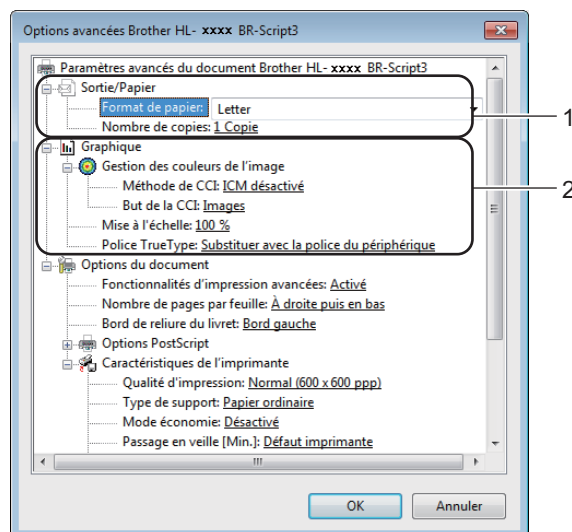 Options avancées Brother HL- xxxx BR-Script3
Paramètres avancés du document Brother HL- xxxx BR-Script3
Sortie/Papier
Format de papier: Letter
Nombre de copies: 1 Copie
1
Graphique
Gestion des couleurs de l'image
Méthode de CCI: ICM désactivé
2
But de la CCI: Images
Mise à l'échelle: 100 %
Police TrueType: Substituer avec la police du périphérique
Options du document
Fonctionnalités d'impression avancées: Activé
Nombre de pages par feuille: À droite puis en bas
Bord de reliure du livret: Bord gauche
Options PostScript
Caractéristiques de l'imprimante
Qualité d'impression: Normal (600 x 600 ppp)
Type de support: Papier ordinaire
Mode économie: Désactivé
Passage en veille [Min.]: Défaut imprimante
OK Annuler